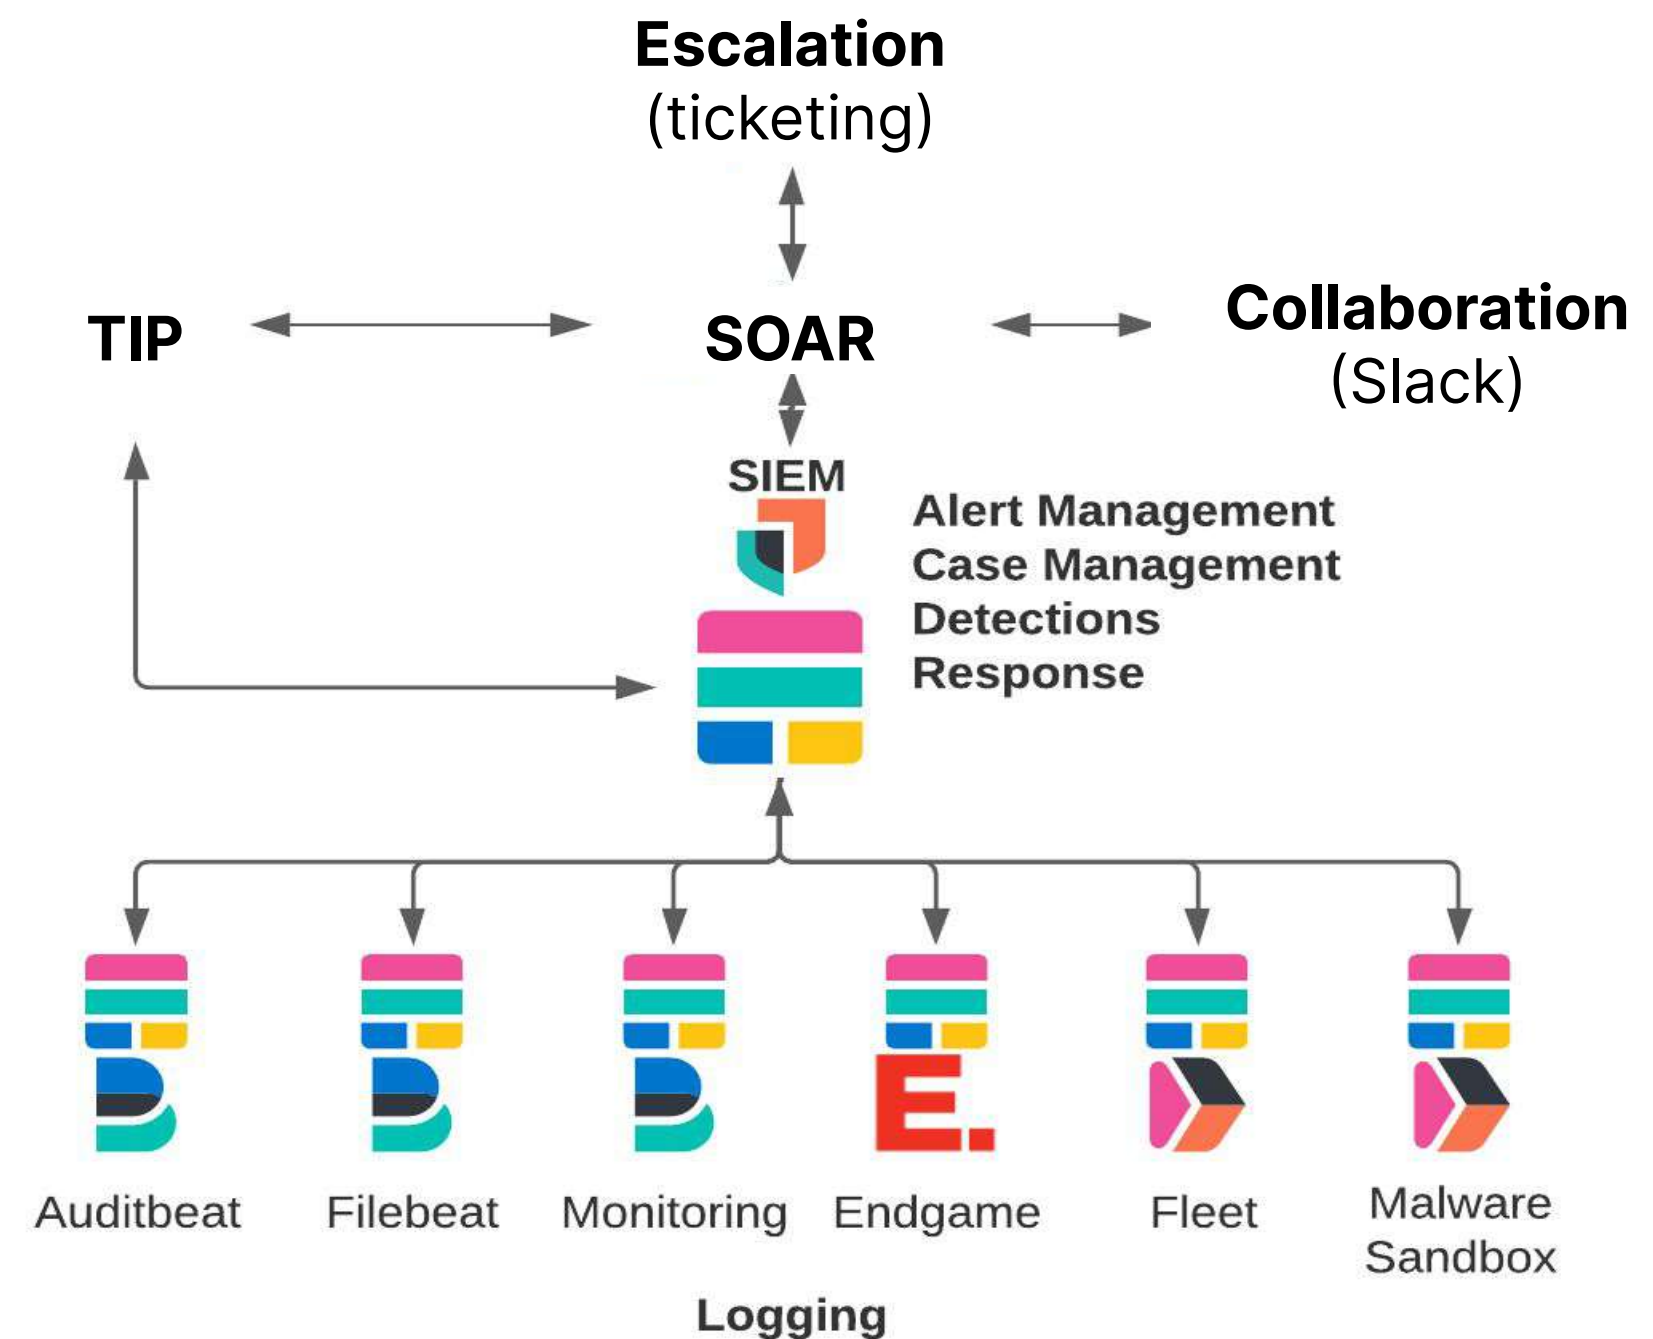 Escalation
(ticketing)
TIP
SOAR
Collaboration
(Slack)
SIEM
Alert Management
Case Management
Detections
Response
E.
Auditbeat
Filebeat
Monitoring
Endgame
Fleet
Malware
Sandbox
Logging